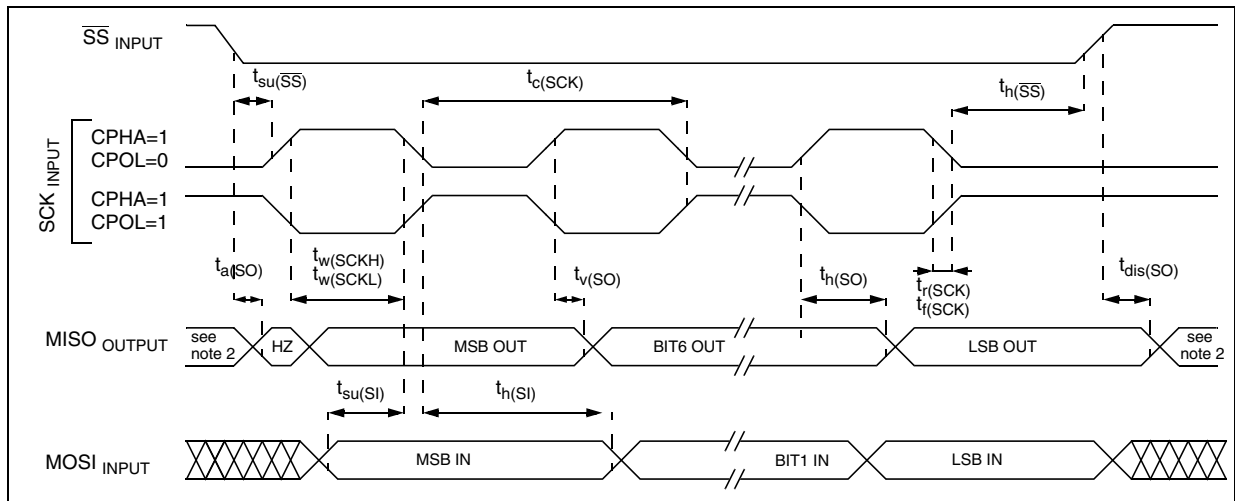 SS INPUT
tsu(SS)
tc(SCK)
th(SS)
SCK INPUT
CPHA=1
CPOL=0
CPHA=1
CPOL=1
ta(SO)
tw(SCKH)
tw(SCKL)
tv(SO)
th(SO)
tr(SCK)
tf(SCK)
tdis(SO)
MISO OUTPUT
see
note 2
HZ
MSB OUT
BIT6 OUT
LSB OUT
see
note 2
tsu(SI)
th(SI)
MOSI INPUT
MSB IN
BIT1 IN
LSB IN